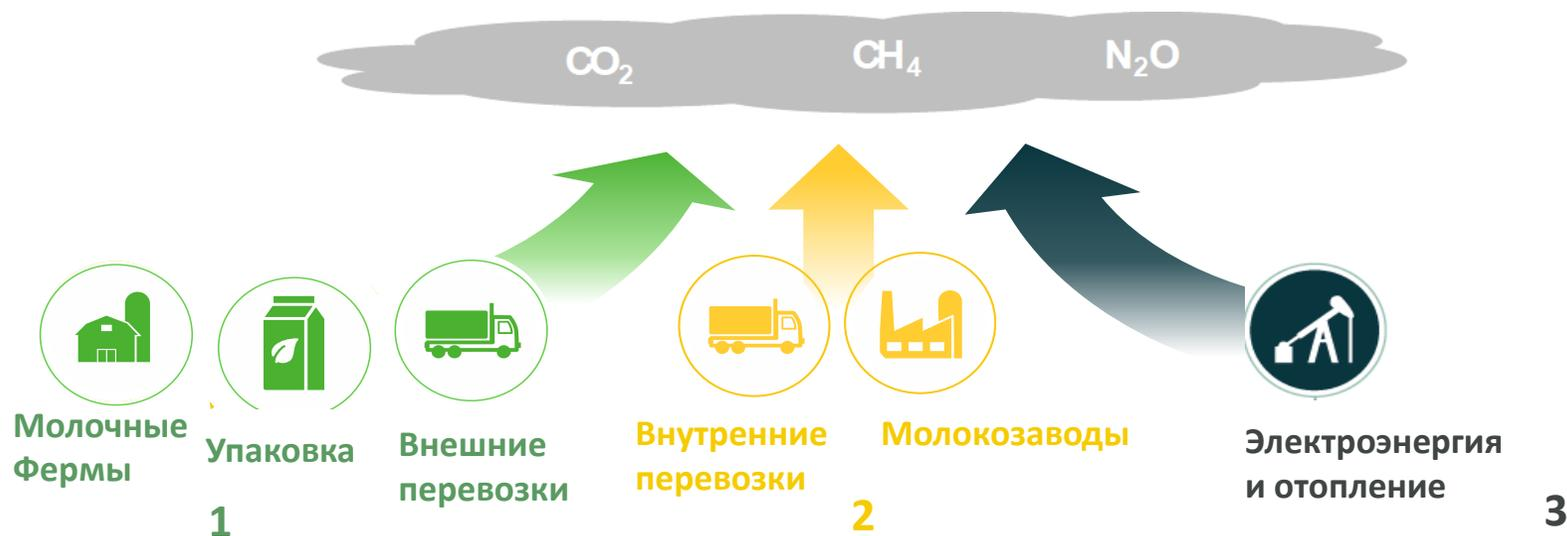 CO₂ CH₄ N₂O
Молочные
Фермы
Упаковка
Внешние
перевозки
1
Внутренние
перевозки
Молокозаводы
2
Электроэнергия
и отопление
3